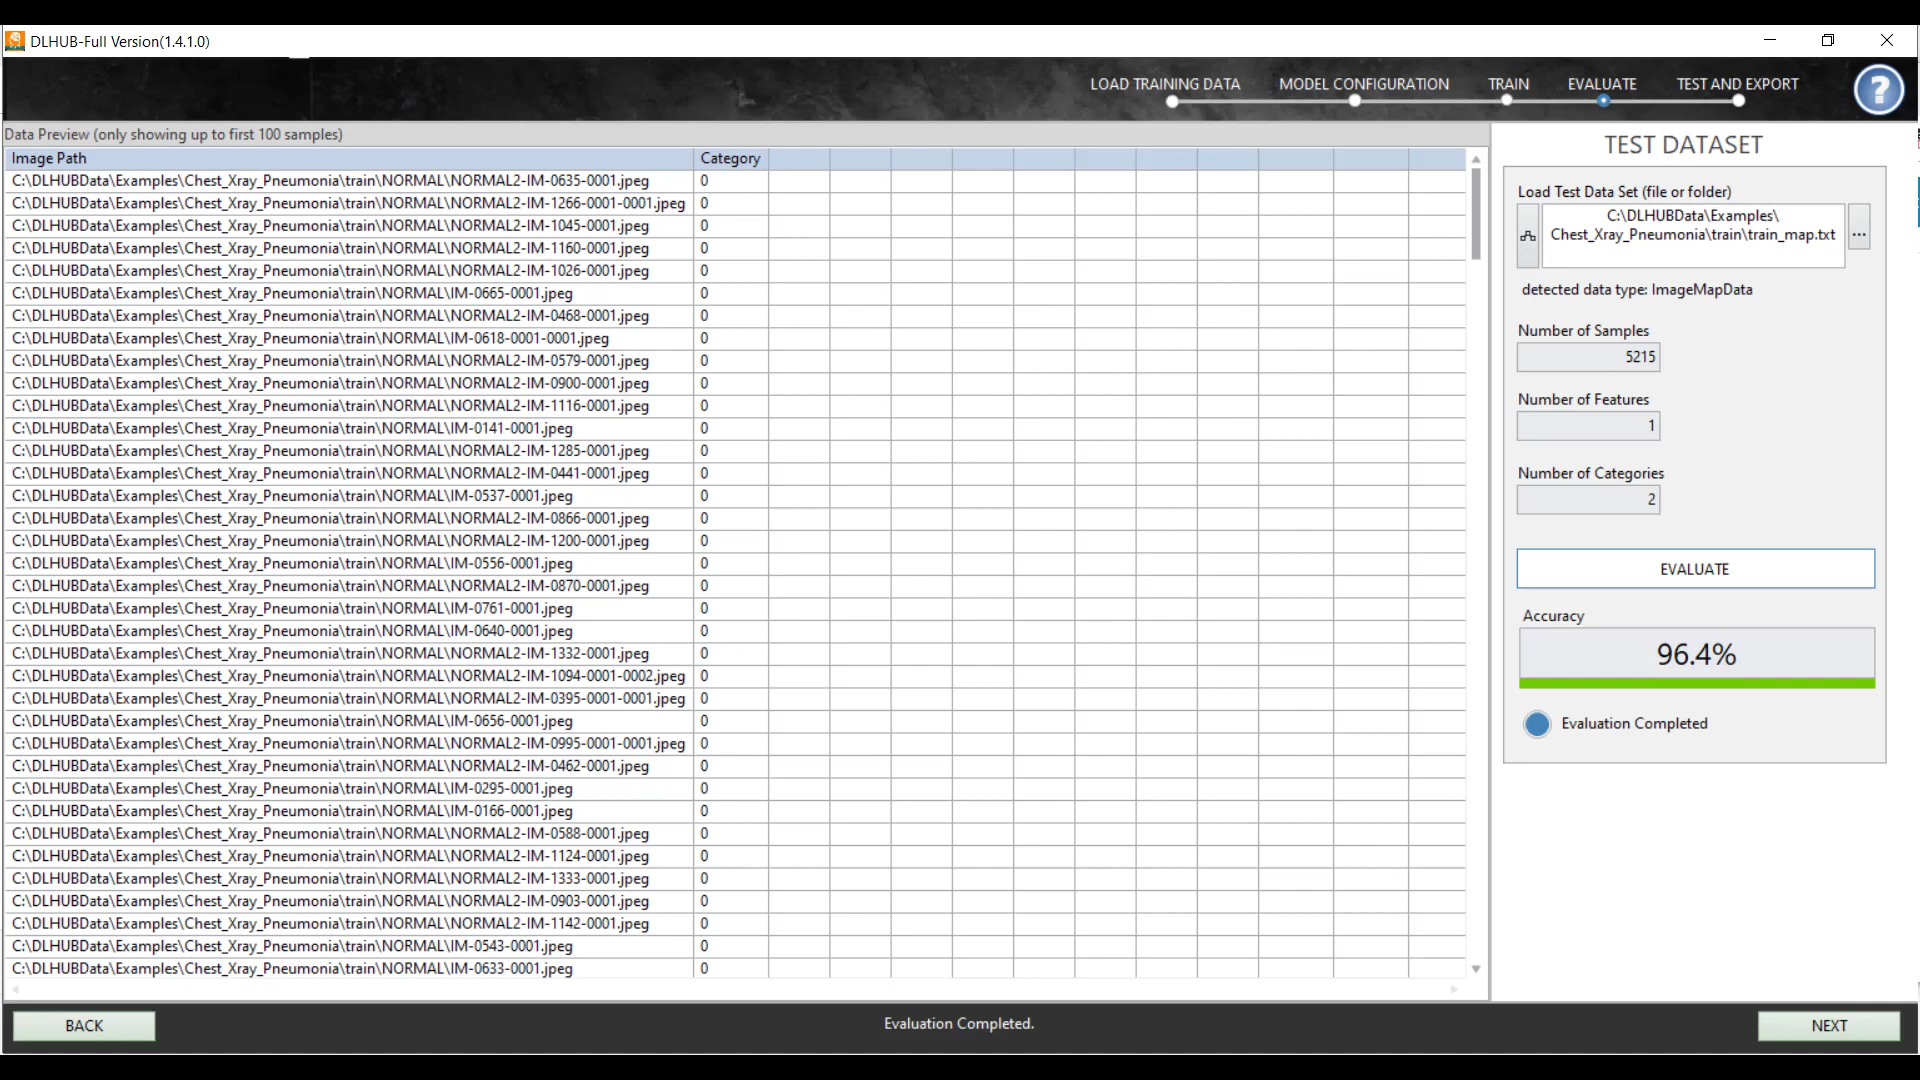 DLHUB-Full Version(1.4.1.0)
LOAD TRAINING DATA MODEL CONFIGURATION TRAIN EVALUATE TEST AND EXPORT
?
Data Preview (only showing up to first 100 samples)
Image Path Category
C:\DLHUBData\Examples\Chest_Xray_Pneumonia\train\NORMAL\NORMAL2-IM-0635-0001.jpeg 0
C:\DLHUBData\Examples\Chest_Xray_Pneumonia\train\NORMAL\NORMAL2-IM-1266-0001-0001.jpeg 0
C:\DLHUBData\Examples\Chest_Xray_Pneumonia\train\NORMAL\NORMAL2-IM-1045-0001.jpeg 0
C:\DLHUBData\Examples\Chest_Xray_Pneumonia\train\NORMAL\NORMAL2-IM-1160-0001.jpeg 0
C:\DLHUBData\Examples\Chest_Xray_Pneumonia\train\NORMAL\NORMAL2-IM-1026-0001.jpeg 0
C:\DLHUBData\Examples\Chest_Xray_Pneumonia\train\NORMAL\IM-0665-0001.jpeg 0
C:\DLHUBData\Examples\Chest_Xray_Pneumonia\train\NORMAL\NORMAL2-IM-0468-0001.jpeg 0
C:\DLHUBData\Examples\Chest_Xray_Pneumonia\train\NORMAL\IM-0618-0001-0001.jpeg 0
C:\DLHUBData\Examples\Chest_Xray_Pneumonia\train\NORMAL\NORMAL2-IM-0579-0001.jpeg 0
C:\DLHUBData\Examples\Chest_Xray_Pneumonia\train\NORMAL\NORMAL2-IM-0900-0001.jpeg 0
C:\DLHUBData\Examples\Chest_Xray_Pneumonia\train\NORMAL\NORMAL2-IM-1116-0001.jpeg 0
C:\DLHUBData\Examples\Chest_Xray_Pneumonia\train\NORMAL\IM-0141-0001.jpeg 0
C:\DLHUBData\Examples\Chest_Xray_Pneumonia\train\NORMAL\NORMAL2-IM-1285-0001.jpeg 0
C:\DLHUBData\Examples\Chest_Xray_Pneumonia\train\NORMAL\NORMAL2-IM-0441-0001.jpeg 0
C:\DLHUBData\Examples\Chest_Xray_Pneumonia\train\NORMAL\IM-0537-0001.jpeg 0
C:\DLHUBData\Examples\Chest_Xray_Pneumonia\train\NORMAL\NORMAL2-IM-0866-0001.jpeg 0
C:\DLHUBData\Examples\Chest_Xray_Pneumonia\train\NORMAL\NORMAL2-IM-1200-0001.jpeg 0
C:\DLHUBData\Examples\Chest_Xray_Pneumonia\train\NORMAL\IM-0556-0001.jpeg 0
C:\DLHUBData\Examples\Chest_Xray_Pneumonia\train\NORMAL\NORMAL2-IM-0870-0001.jpeg 0
C:\DLHUBData\Examples\Chest_Xray_Pneumonia\train\NORMAL\IM-0761-0001.jpeg 0
C:\DLHUBData\Examples\Chest_Xray_Pneumonia\train\NORMAL\IM-0640-0001.jpeg 0
C:\DLHUBData\Examples\Chest_Xray_Pneumonia\train\NORMAL\NORMAL2-IM-1332-0001.jpeg 0
C:\DLHUBData\Examples\Chest_Xray_Pneumonia\train\NORMAL\NORMAL2-IM-1094-0001-0002.jpeg 0
C:\DLHUBData\Examples\Chest_Xray_Pneumonia\train\NORMAL\NORMAL2-IM-0395-0001-0001.jpeg 0
C:\DLHUBData\Examples\Chest_Xray_Pneumonia\train\NORMAL\IM-0656-0001.jpeg 0
C:\DLHUBData\Examples\Chest_Xray_Pneumonia\train\NORMAL\NORMAL2-IM-0995-0001-0001.jpeg 0
C:\DLHUBData\Examples\Chest_Xray_Pneumonia\train\NORMAL\NORMAL2-IM-0462-0001.jpeg 0
C:\DLHUBData\Examples\Chest_Xray_Pneumonia\train\NORMAL\IM-0295-0001.jpeg 0
C:\DLHUBData\Examples\Chest_Xray_Pneumonia\train\NORMAL\IM-0166-0001.jpeg 0
C:\DLHUBData\Examples\Chest_Xray_Pneumonia\train\NORMAL\NORMAL2-IM-0588-0001.jpeg 0
C:\DLHUBData\Examples\Chest_Xray_Pneumonia\train\NORMAL\NORMAL2-IM-1124-0001.jpeg 0
C:\DLHUBData\Examples\Chest_Xray_Pneumonia\train\NORMAL\NORMAL2-IM-1333-0001.jpeg 0
C:\DLHUBData\Examples\Chest_Xray_Pneumonia\train\NORMAL\NORMAL2-IM-0903-0001.jpeg 0
C:\DLHUBData\Examples\Chest_Xray_Pneumonia\train\NORMAL\NORMAL2-IM-1142-0001.jpeg 0
C:\DLHUBData\Examples\Chest_Xray_Pneumonia\train\NORMAL\IM-0543-0001.jpeg 0
C:\DLHUBData\Examples\Chest_Xray_Pneumonia\train\NORMAL\IM-0633-0001.jpeg 0
TEST DATASET
Load Test Data Set (file or folder)
C:\DLHUBData\Examples\
Chest_Xray_Pneumonia\train\train_map.txt
...
detected data type: ImageMapData
Number of Samples
5215
Number of Features
1
Number of Categories
2
EVALUATE
Accuracy
96.4%
Evaluation Completed
BACK Evaluation Completed. NEXT